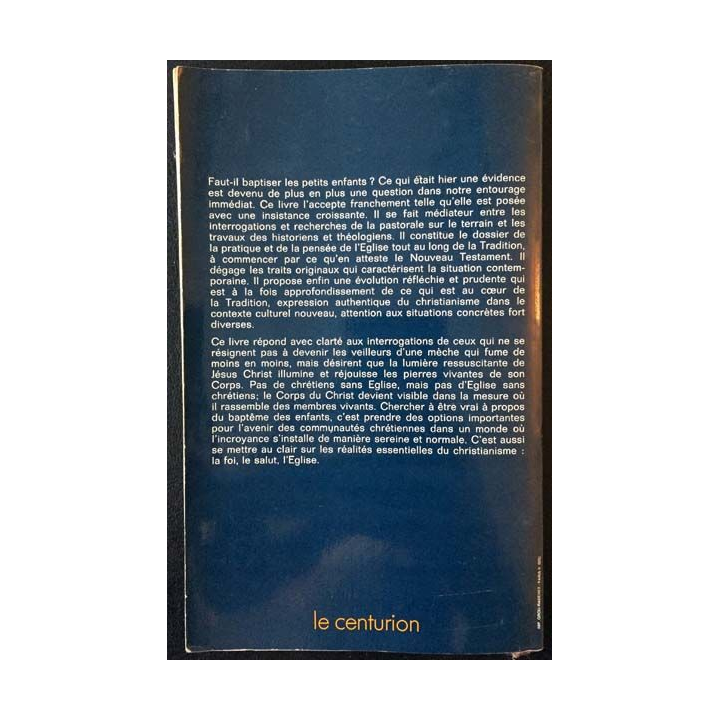 Faut-il baptiser les petits enfants ? Ce qui était hier une évidence
est devenu de plus en plus une question dans notre entourage
immédiat. Ce livre l'accepte franchement telle qu'elle est posée
avec une insistance croissante. Il se fait médiateur entre les
interrogations et recherches de la pastorale sur le terrain et les
travaux des historiens et théologiens. Il constitue le dossier de
la pratique et de la pensée de l'Eglise tout au long de la Tradition,
à commencer par ce qu'en atteste le Nouveau Testament. Il
dégage les traits originaux qui caractérisent la situation contem-
poraine. Il propose enfin une évolution réfléchie et prudente qui
est à la fois approfondissement de ce qui est au cœur de
la Tradition, expression authentique du christianisme dans le
contexte culturel nouveau, attention aux situations concrètes fort
diverses.
Ce livre répond avec clarté aux interrogations de ceux qui ne se
résignent pas à devenir les veilleurs d'une mèche qui fume de
moins en moins, mais désirent que la lumière ressuscitante de
Jésus Christ illumine et réjouisse les pierres vivantes de son
Corps. Pas de chrétiens sans Eglise, mais pas d'Eglise sans
chrétiens; le Corps du Christ devient visible dans la mesure où
il rassemble des membres vivants. Chercher à être vrai à propos
du baptême des enfants, c'est prendre des options importantes
pour l'avenir des communautés chrétiennes dans un monde où
l'incroyance s'installe de manière sereine et normale. C'est aussi
se mettre au clair sur les réalités essentielles du christianisme :
la foi, le salut, l'Eglise.
le centurion